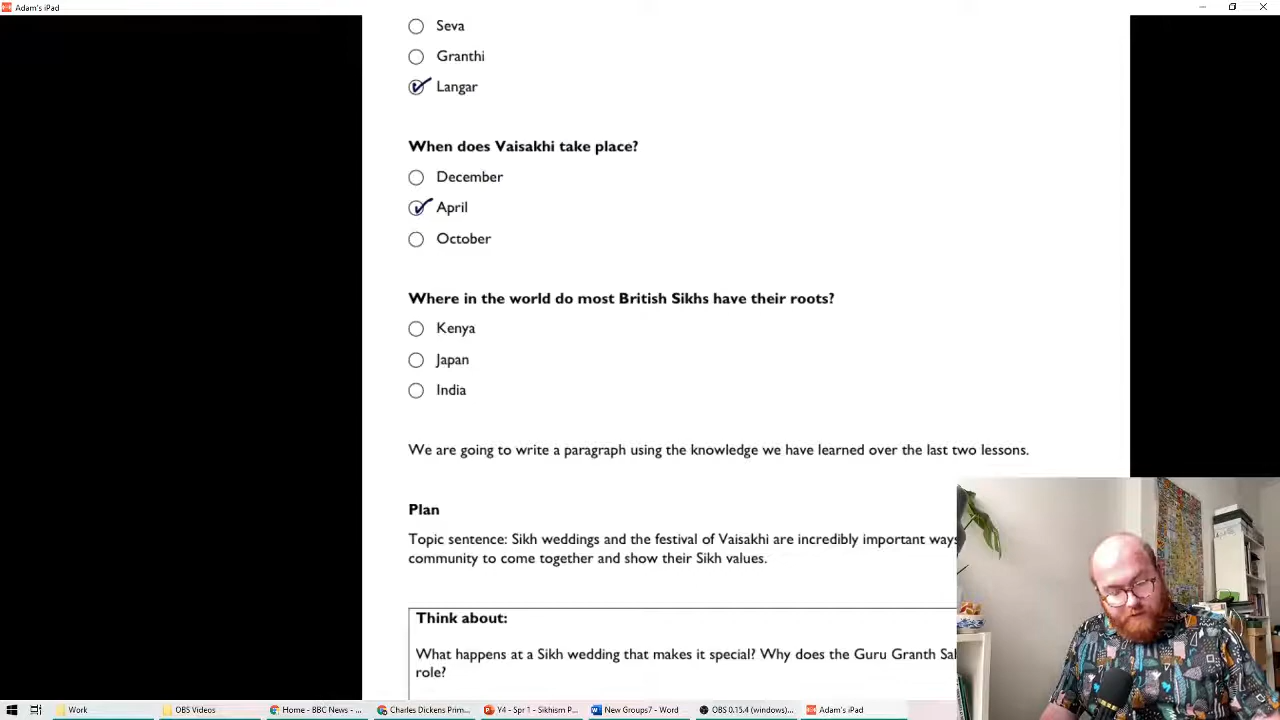 Adam's iPad
Seva
Granthi
Langar
When does Vaisakhi take place?
December
April
October
Where in the world do most British Sikhs have their roots?
Kenya
Japan
India
We are going to write a paragraph using the knowledge we have learned over the last two lessons.
Plan
Topic sentence: Sikh weddings and the festival of Vaisakhi are incredibly important ways
community to come together and show their Sikh values.
Think about:
What happens at a Sikh wedding that makes it special? Why does the Guru Granth
role?
Work
OBS Videos
Home - BBC News - ...
Charles Dickens Prim...
Y4 - Spr 1 - Sikhism P...
New Groups? - Word
OBS 0.15.4 (windows)...
Adam's iPad